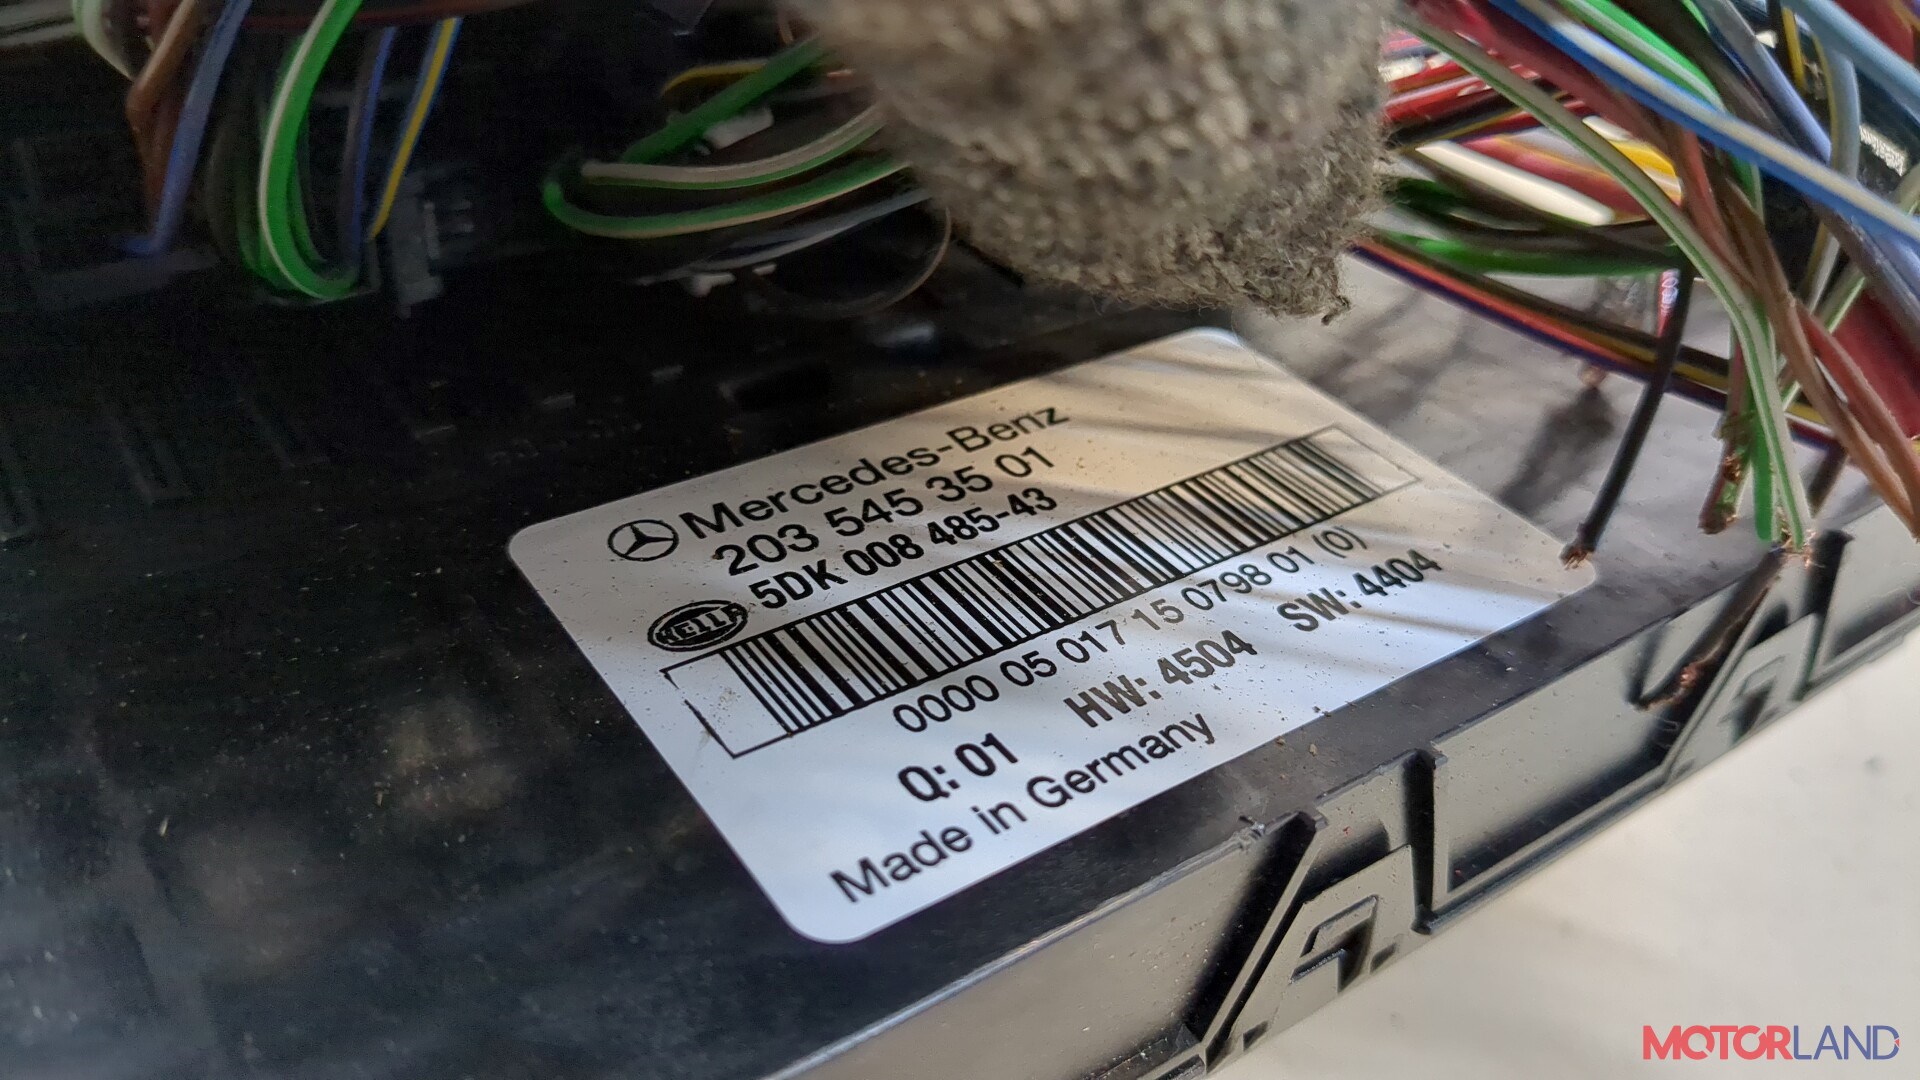 Mercedes-Benz
203 545 35 01
5DK 008 485-43
HELLA
0000 05 017 15 0798 01 (0)
Q: 01 HW: 4504 SW: 4404
Made in Germany
MOTORLAND